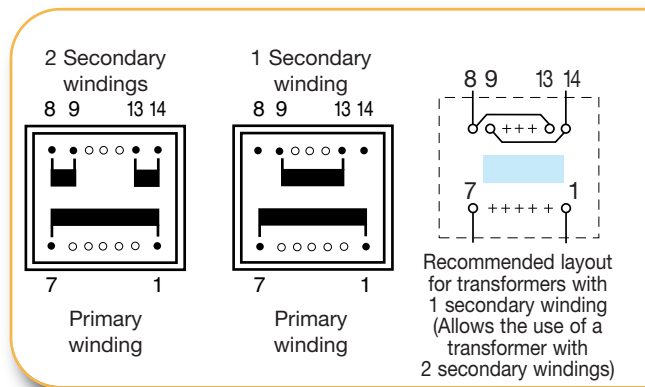 2 Secondary
windings
8 9 13 14
7 1
Primary
winding
1 Secondary
winding
8 9 13 14
7 1
Primary
winding
8 9 13 14
+++
7 1
+++++
Recommended layout
for transformers with
1 secondary winding
(Allows the use of a
transformer with
2 secondary windings)